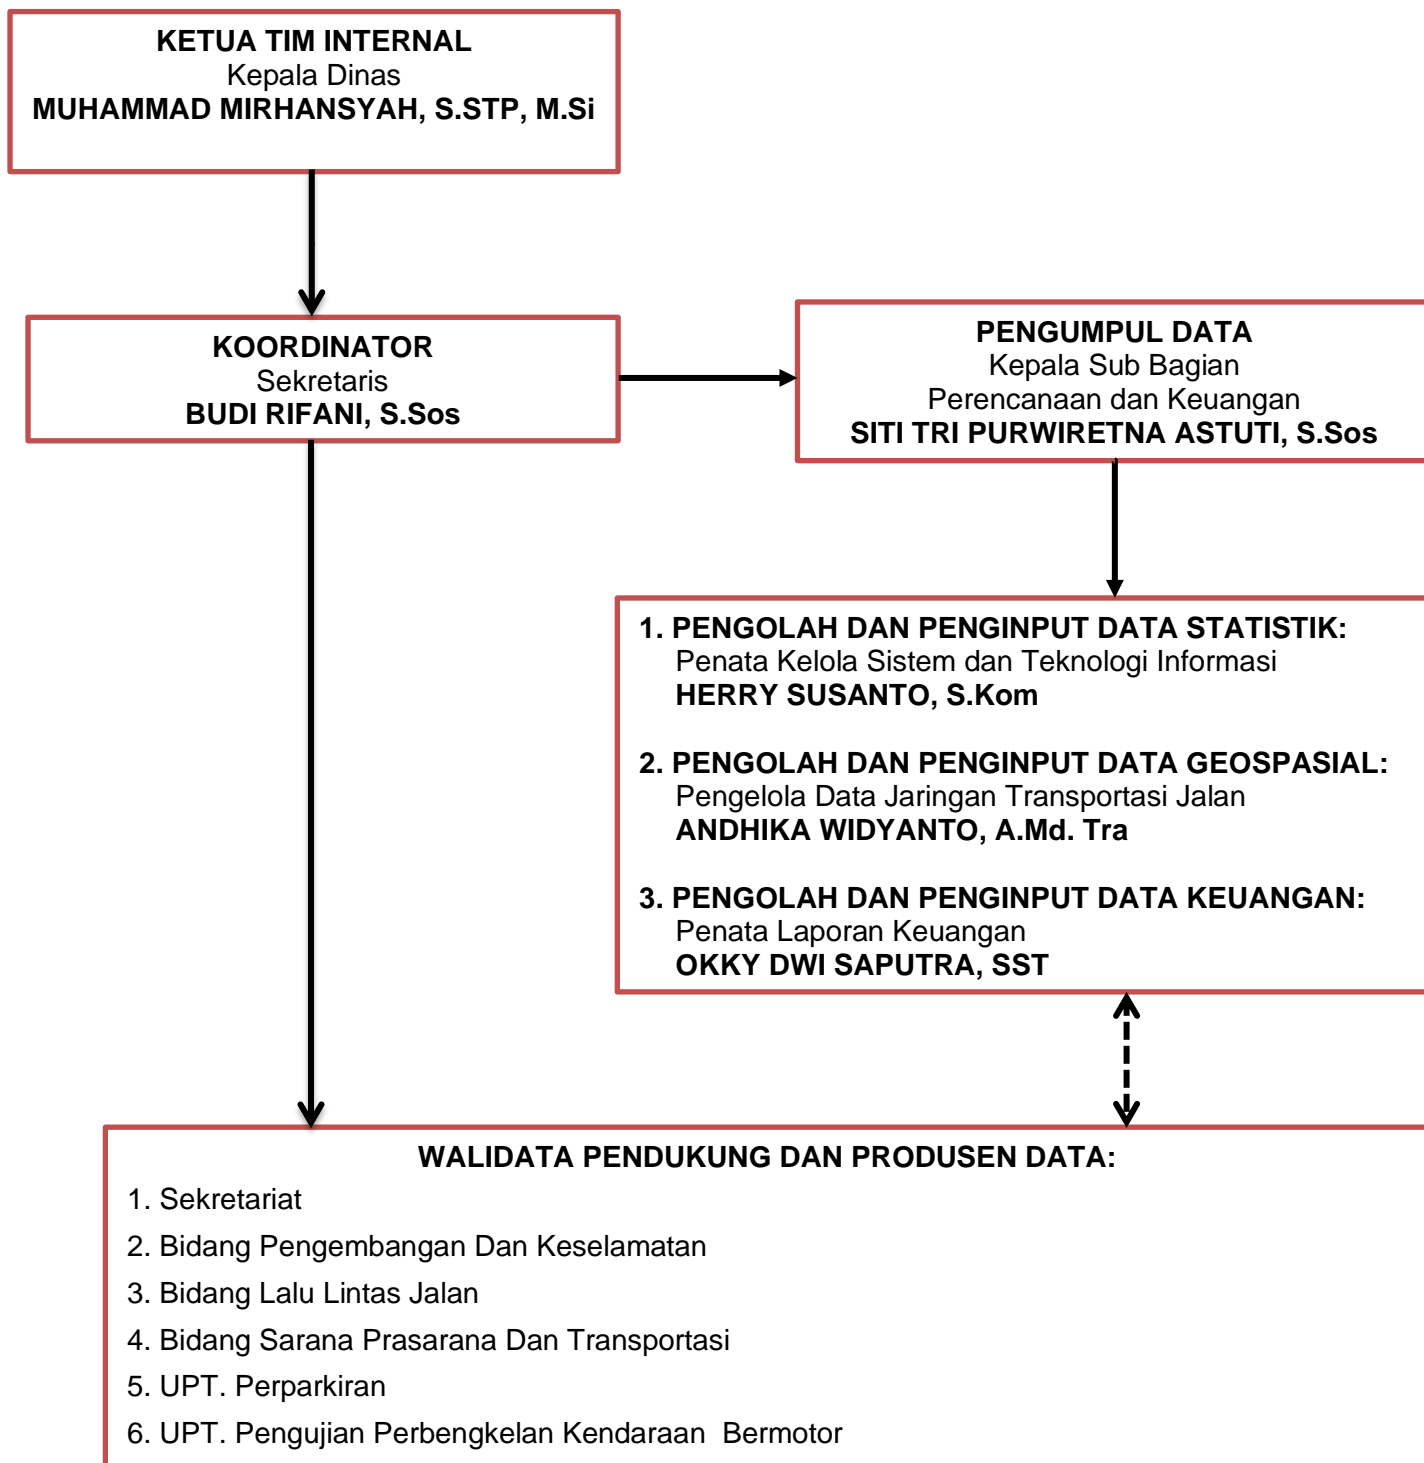 KETUA TIM INTERNAL
Kepala Dinas
MUHAMMAD MIRHANSYAH, S.STP, M.Si
KOORDINATOR
Sekretaris
BUDI RIFANI, S.Sos
PENGUMPUL DATA
Kepala Sub Bagian
Perencanaan dan Keuangan
SITI TRI PURWIRETNA ASTUTI, S.Sos
1. PENGOLAH DAN PENGINPUT DATA STATISTIK:
Penata Kelola Sistem dan Teknologi Informasi
HERRY SUSANTO, S.Kom
2. PENGOLAH DAN PENGINPUT DATA GEOSPASIAL:
Pengelola Data Jaringan Transportasi Jalan
ANDHIKA WIDYANTO, A.Md. Tra
3. PENGOLAH DAN PENGINPUT DATA KEUANGAN:
Penata Laporan Keuangan
OKKY DWI SAPUTRA, SST
WALIDATA PENDUKUNG DAN PRODUSEN DATA:
1. Sekretariat
2. Bidang Pengembangan Dan Keselamatan
3. Bidang Lalu Lintas Jalan
4. Bidang Sarana Prasarana Dan Transportasi
5. UPT. Perparkiran
6. UPT. Pengujian Perbengkelan Kendaraan  Bermotor